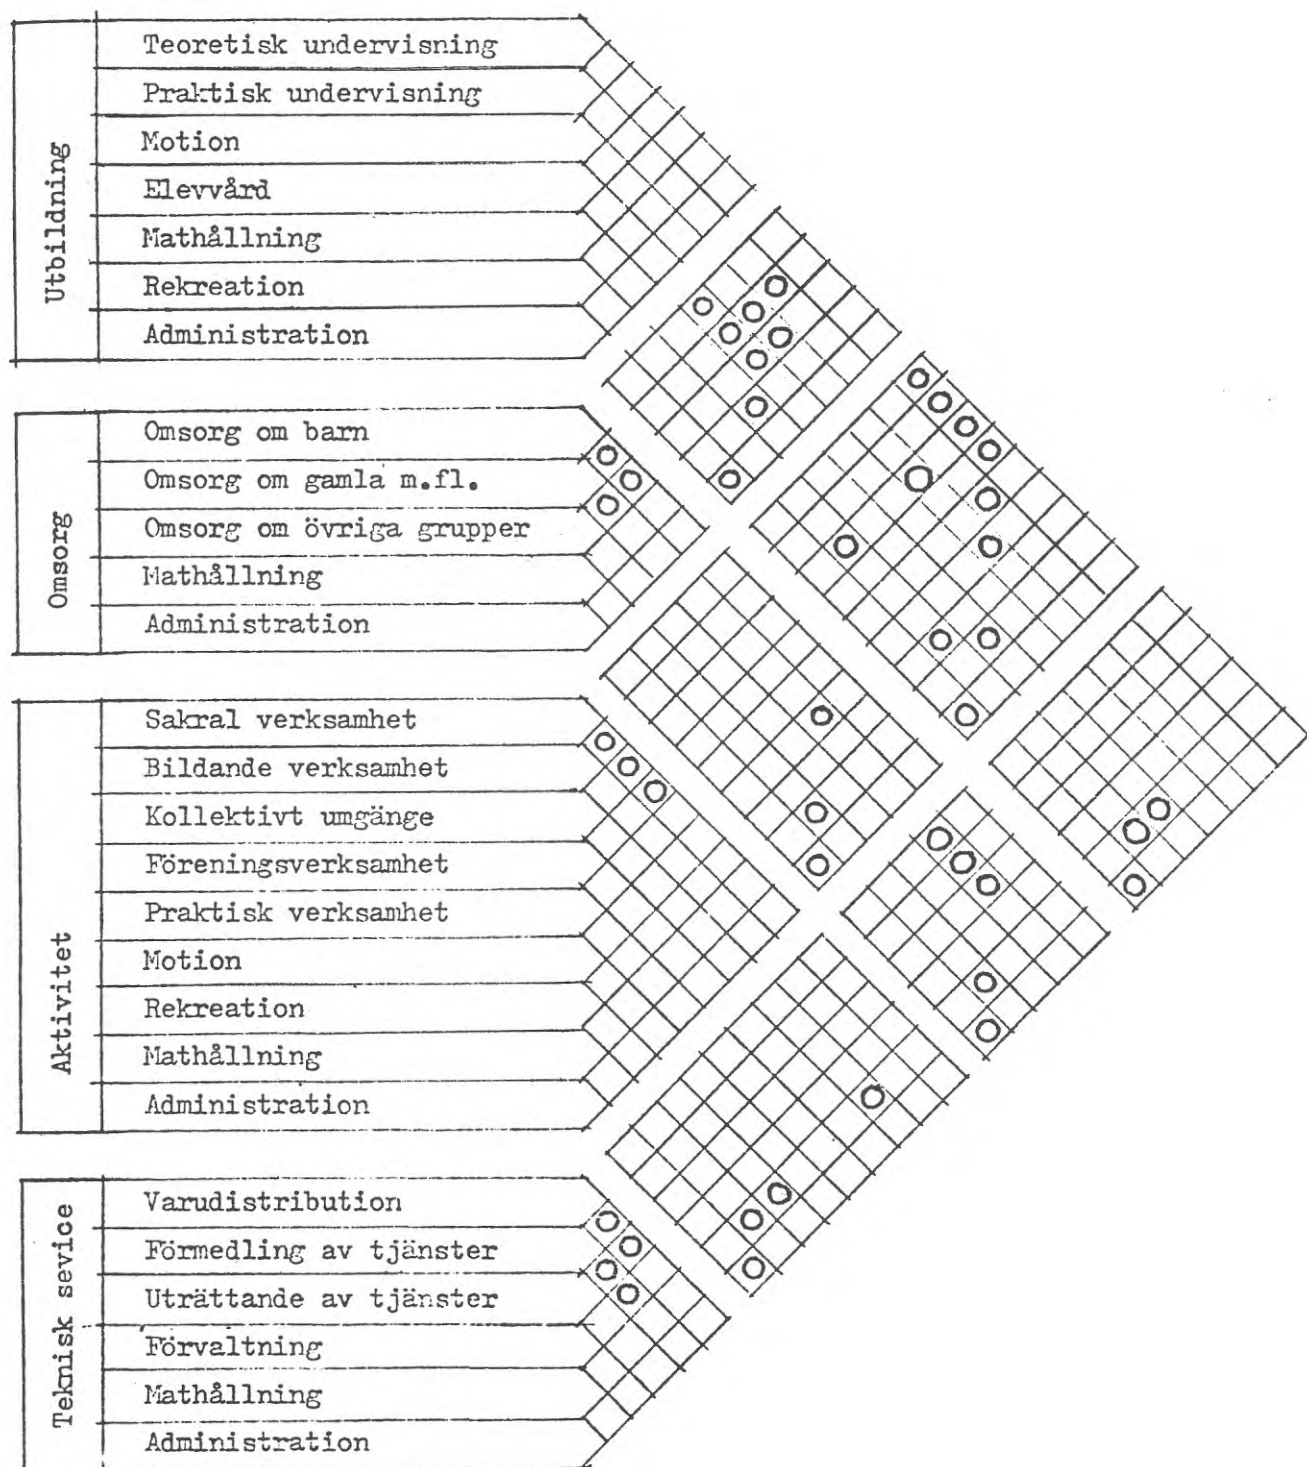 Utbildning
Teoretisk undervisning
Praktisk undervisning
Motion
Elevvård
Mathållning
Rekreation
Administration
Omsorg
Omsorg om barn
Omsorg om gamla m.fl.
Omsorg om övriga grupper
Mathållning
Administration
Aktivitet
Sakral verksamhet
Bildande verksamhet
Kollektivt umgänge
Föreningsverksamhet
Praktisk verksamhet
Motion
Rekreation
Mathållning
Administration
Teknisk sevice
Varudistribution
Förmedling av tjänster
Uträttande av tjänster
Förvaltning
Mathållning
Administration